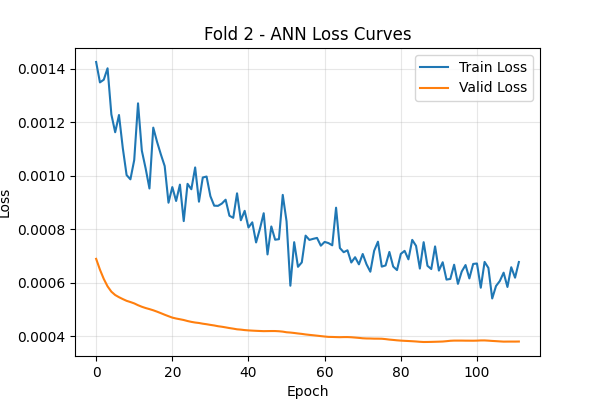 Fold 2 - ANN Loss Curves
Train Loss
Valid Loss
0.0014
0.0012
0.0010
0.0008
0.0006
0.0004
Loss
0 20 40 60 80 100
Epoch